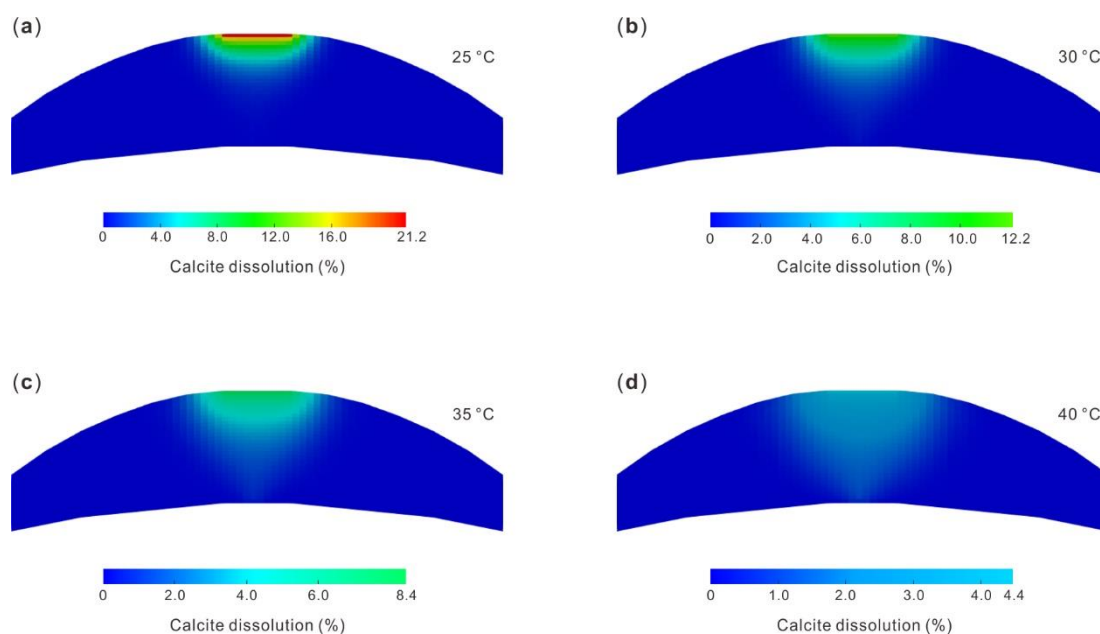 (a)
25 °C
0 4.0 8.0 12.0 16.0 21.2
Calcite dissolution (%)
(b)
30 °C
0 2.0 4.0 6.0 8.0 10.0 12.2
Calcite dissolution (%)
(c)
35 °C
0 2.0 4.0 6.0 8.4
Calcite dissolution (%)
(d)
40 °C
0 1.0 2.0 3.0 4.0 4.4
Calcite dissolution (%)